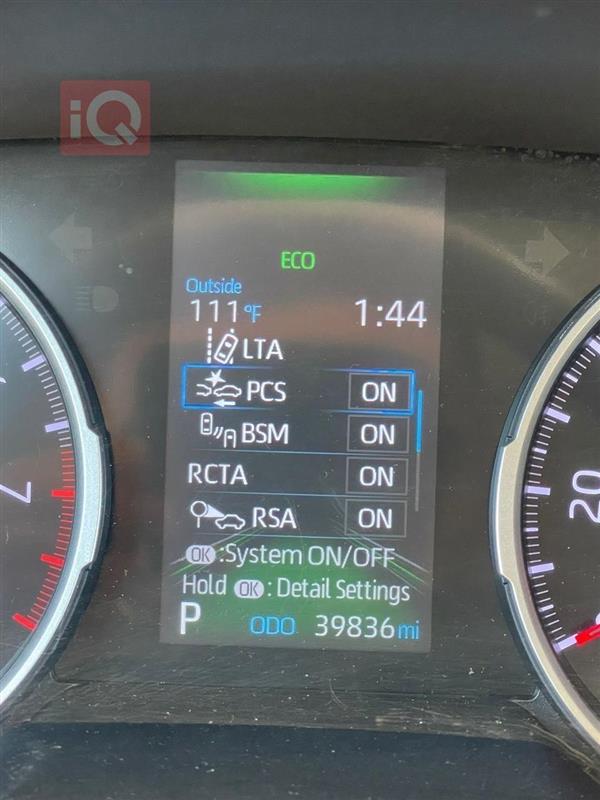 iQ
ECO
Outside
111°F 1:44
LTA
PCS ON
BSM ON
RCTA ON
RSA ON
OK:System ON/OFF
Hold OK: Detail Settings
P ODO 39836 mi
7
20